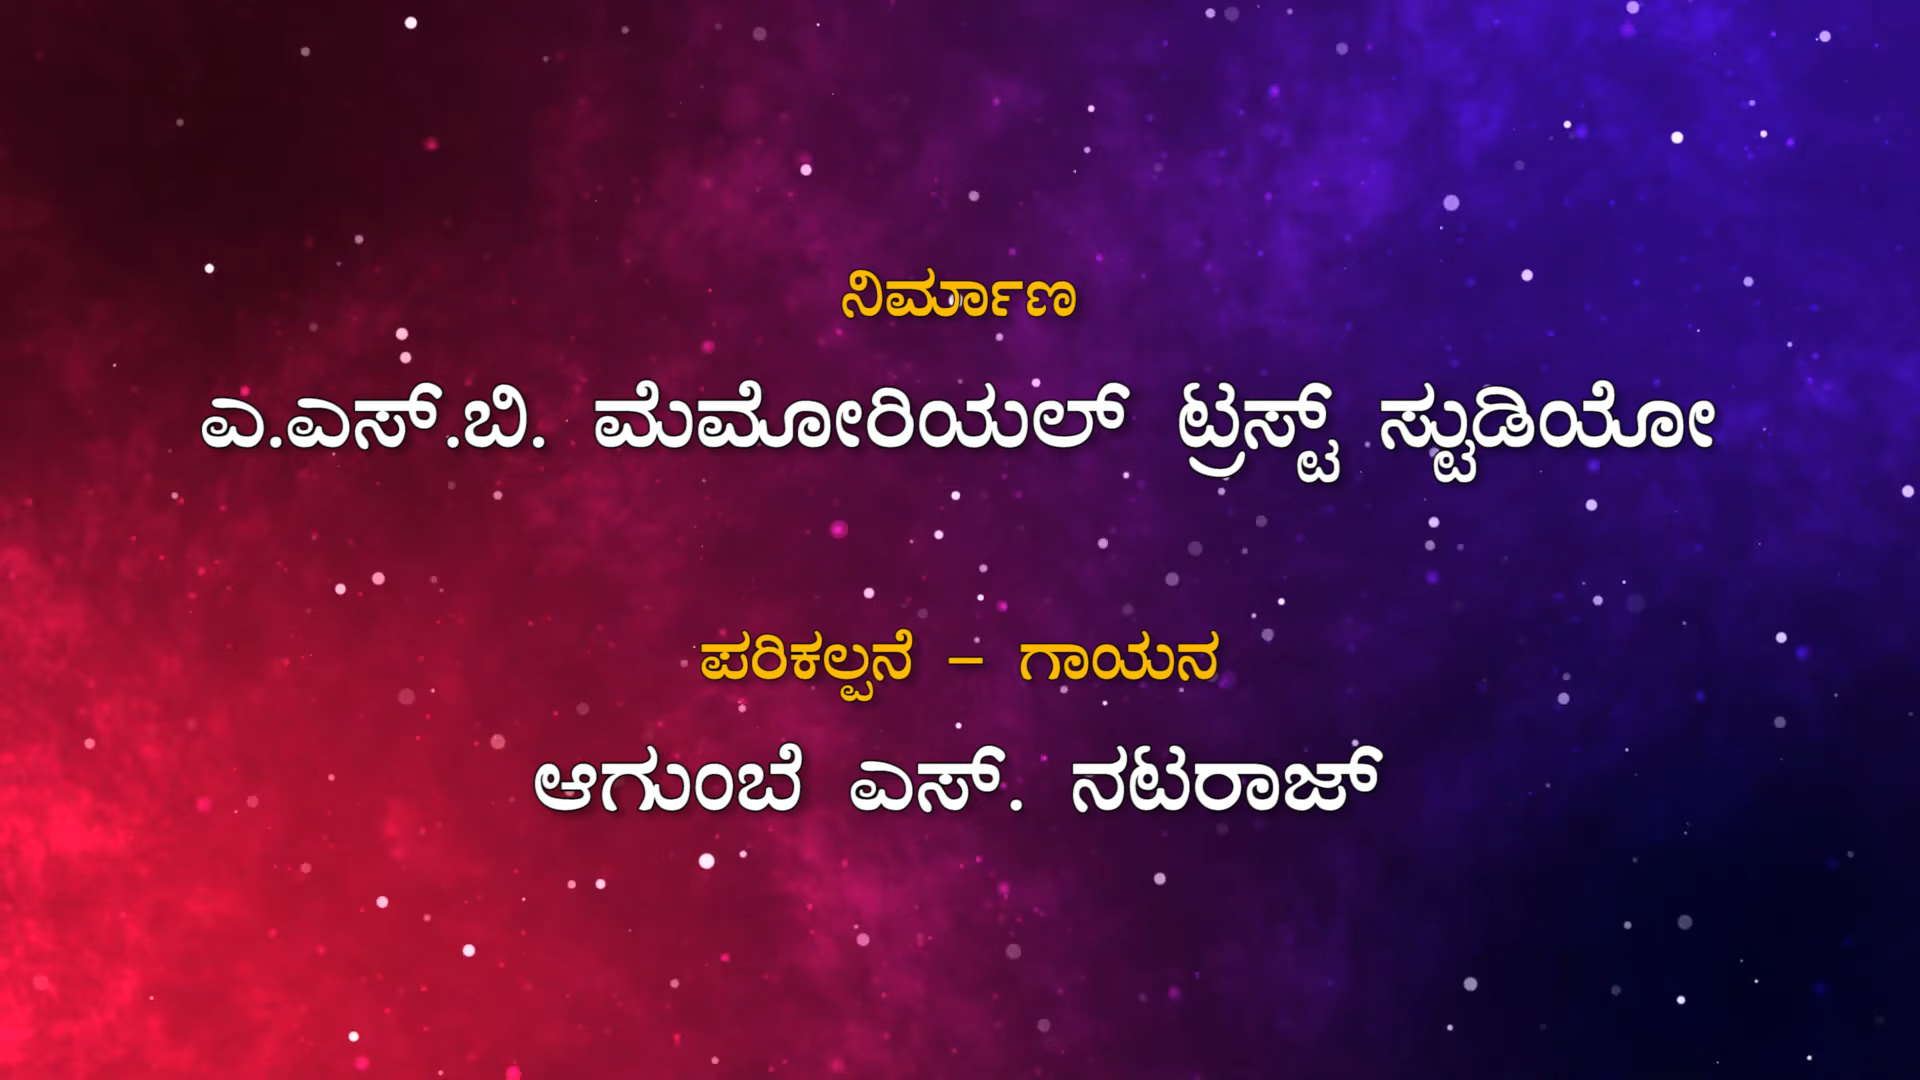 ನಿರ್ಮಾಣ
ಎ.ಎಸ್.ಬಿ. ಮೆಮೋರಿಯಲ್ ಟ್ರಸ್ಟ್ ಸ್ಟುಡಿಯೋ
ಪರಿಕಲ್ಪನೆ – ಗಾಯನ
ಆಗುಂಬೆ ಎಸ್. ನಟರಾಜ್